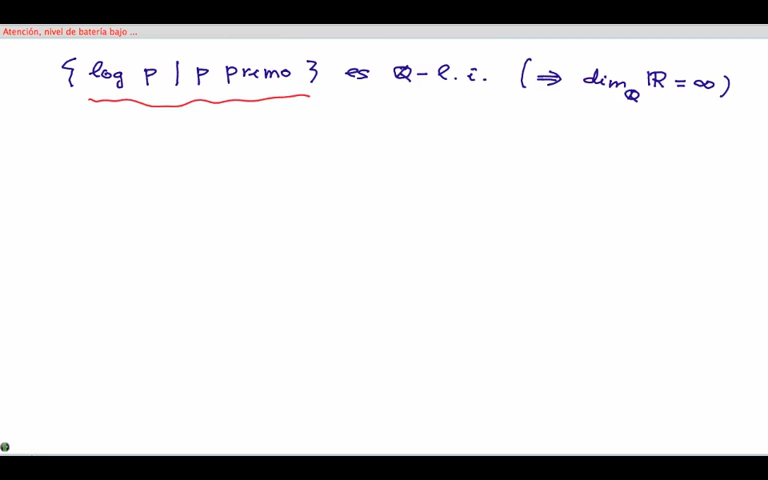 Atención, nivel de batería bajo ...
{ log p | p primo } es ℚ-l.i. (⇒ dim_ℚ ℝ = ∞)